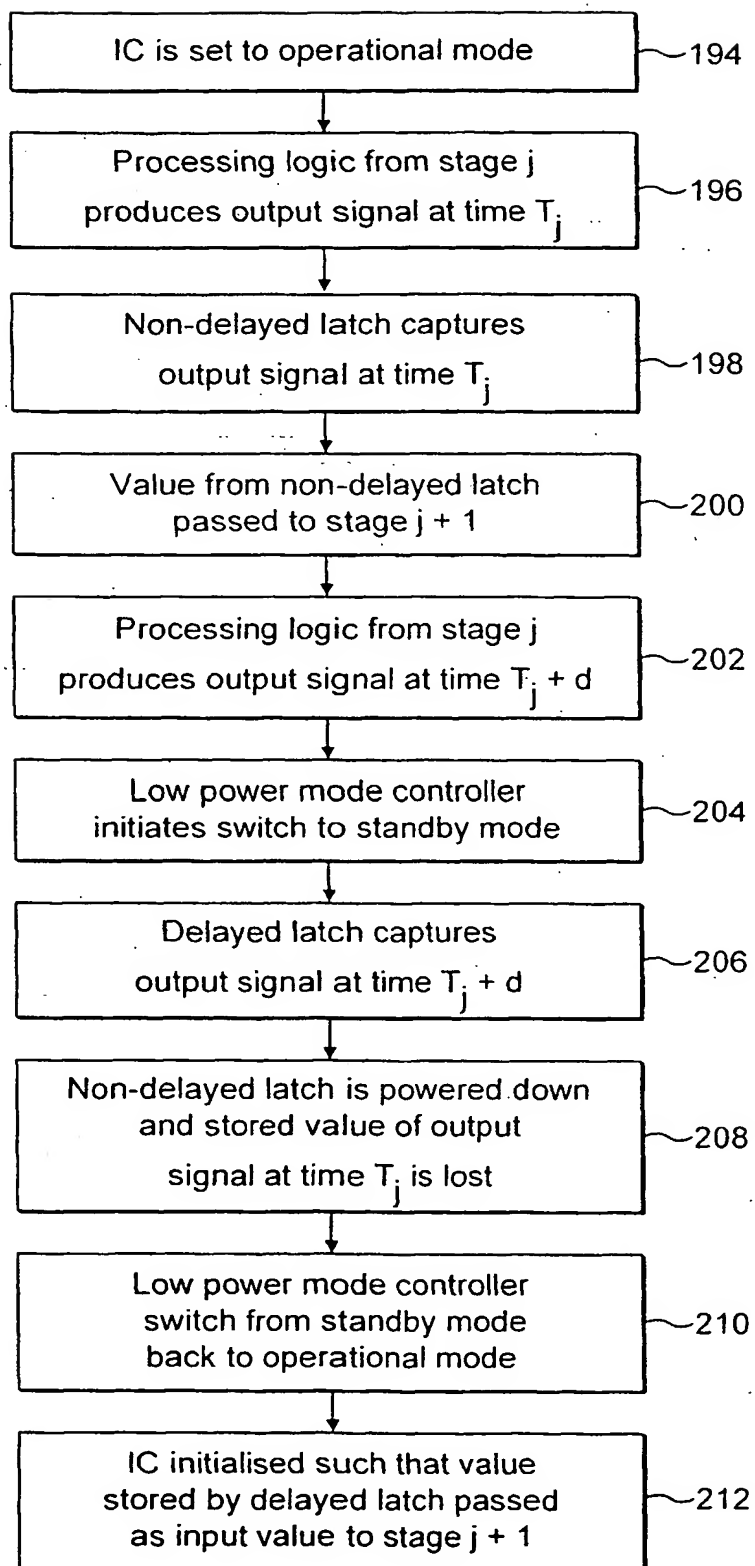 IC is set to operational mode
194
Processing logic from stage j
produces output signal at time Tj
196
Non-delayed latch captures
output signal at time Tj
198
Value from non-delayed latch
passed to stage j + 1
200
Processing logic from stage j
produces output signal at time Tj + d
202
Low power mode controller
initiates switch to standby mode
204
Delayed latch captures
output signal at time Tj + d
206
Non-delayed latch is powered down
and stored value of output
signal at time Tj is lost
208
Low power mode controller
switch from standby mode
back to operational mode
210
IC initialised such that value
stored by delayed latch passed
as input value to stage j + 1
212